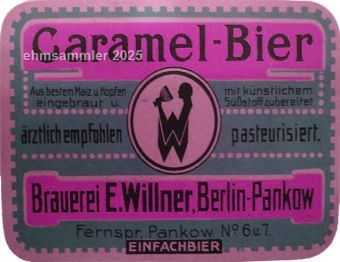 Caramel-Bier
ehmsammler 2025
Aus bestem Malz u. Hopfen
eingebraut u.
mit künstlichem
Süßstoff zubereitet
ärztlich empfohlen
pasteurisiert.
W
Brauerei E. Willner, Berlin-Pankow
Fernspr. Pankow No 6 u. 7.
EINFACHBIER